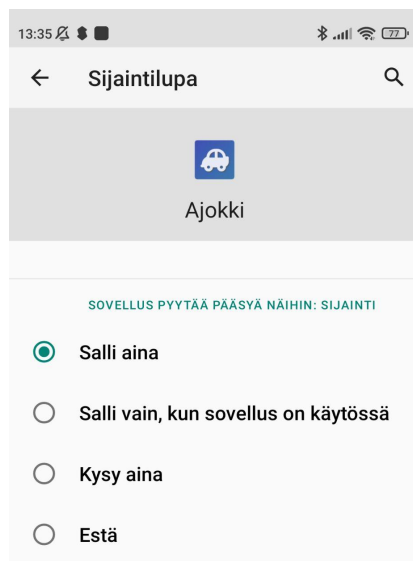 13:35
77
Sijaintilupa
Ajokki
SOVELLUS PYYTÄÄ PÄÄSYÄ NÄIHIN: SIJAINTI
Salli aina
Salli vain, kun sovellus on käytössä
Kysy aina
Estä